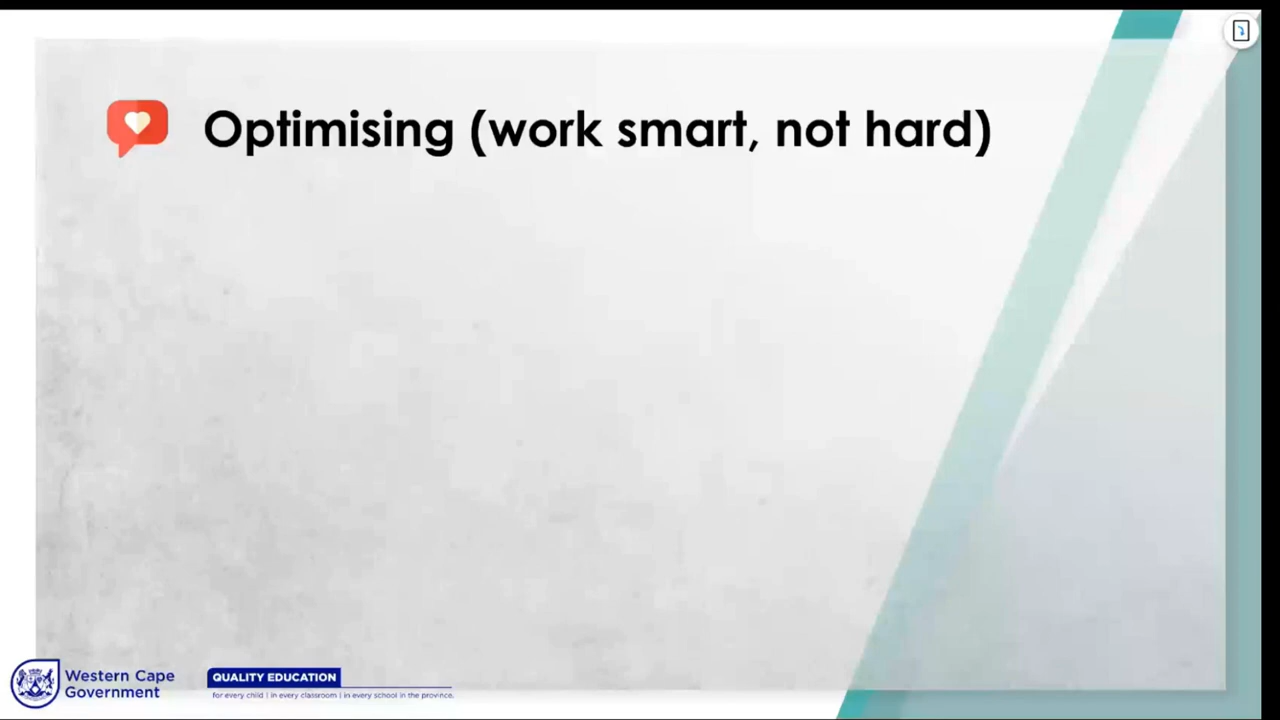 Optimising (work smart, not hard)
Western Cape
Government
QUALITY EDUCATION
for every child | in every classroom | in every school in the province.